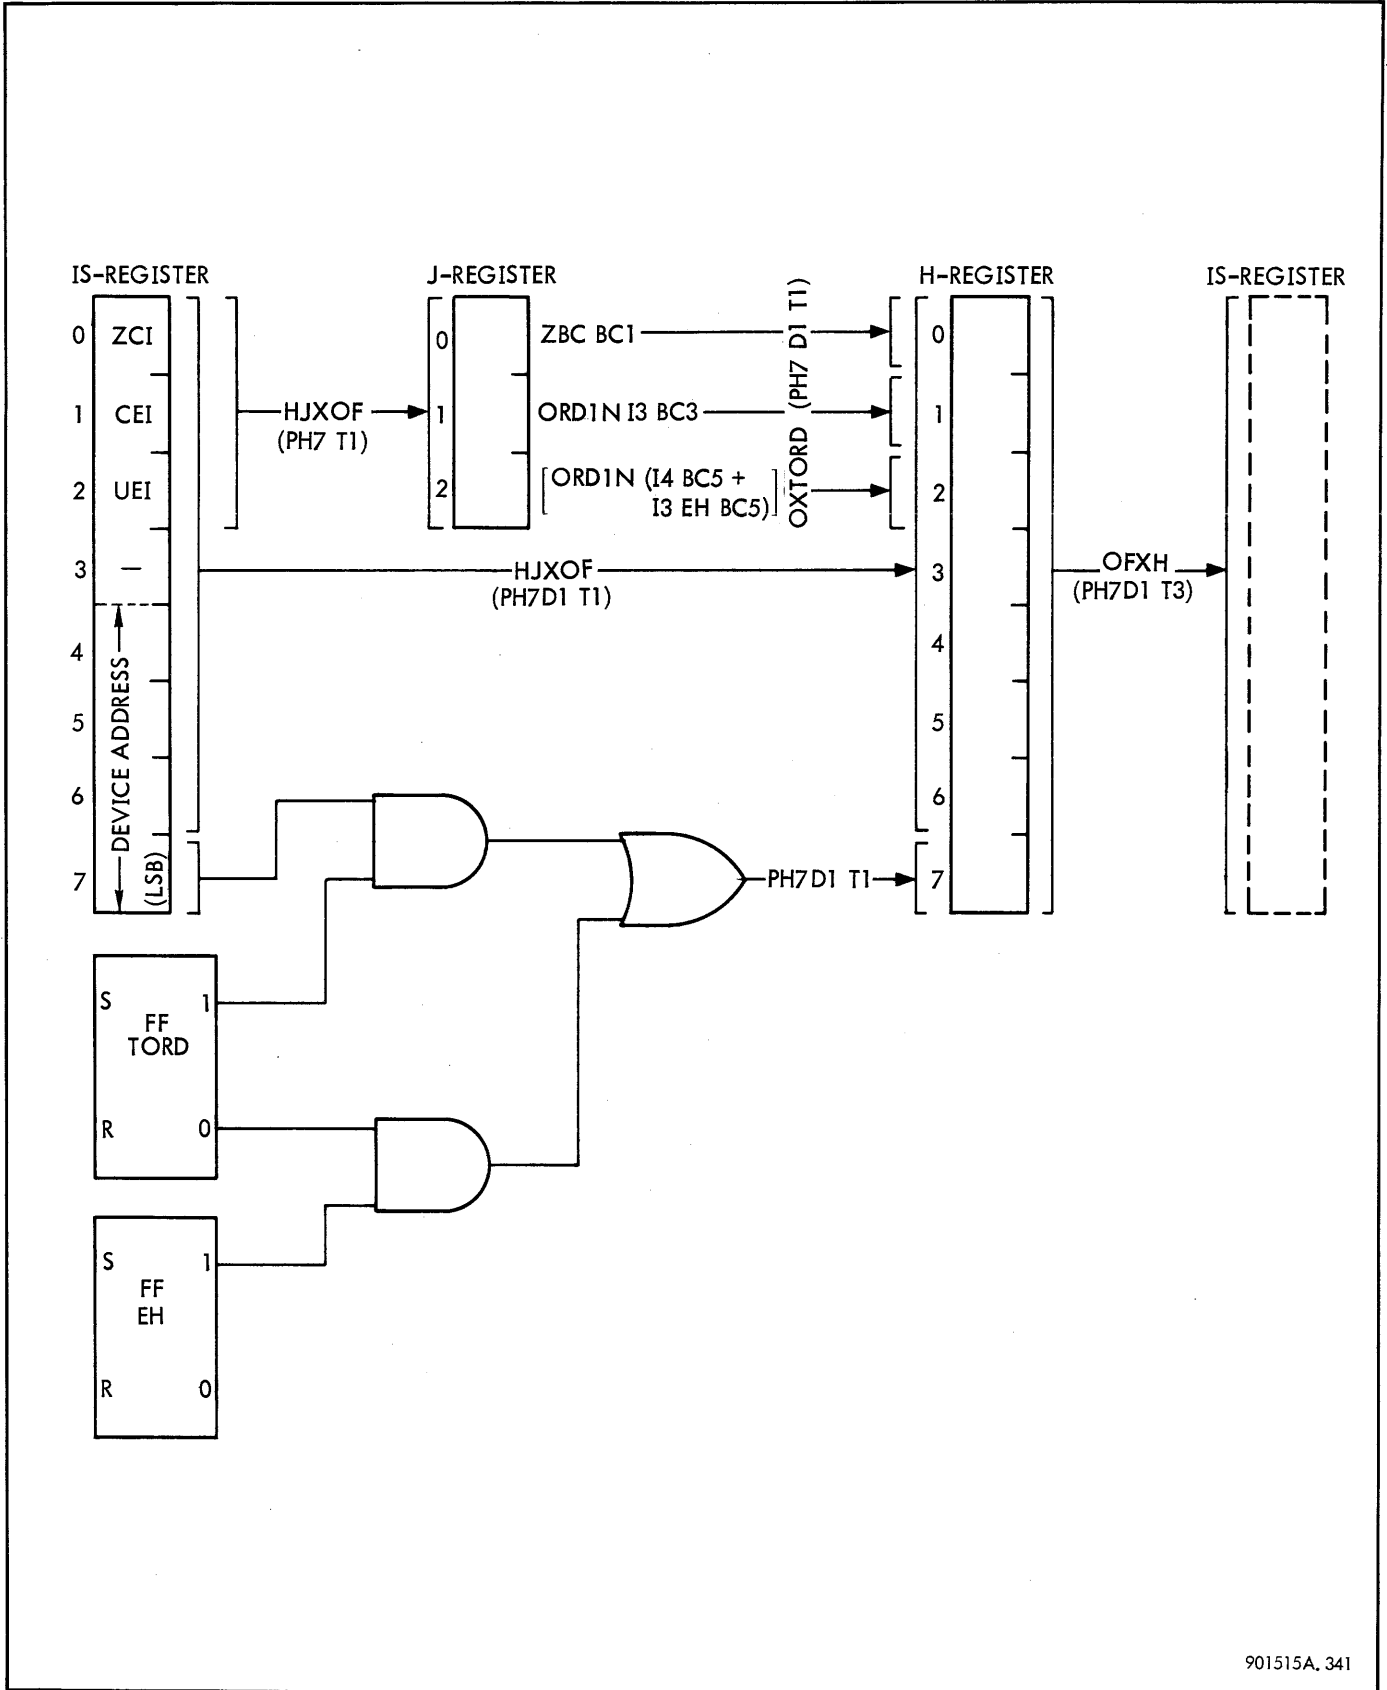 IS-REGISTER
J-REGISTER
H-REGISTER
IS-REGISTER
0 ZCI
1 CEI
2 UEI
3 —
4
5
6
7
DEVICE ADDRESS
(LSB)
HJXOF
(PH7 T1)
0
1
2
ZBC BC1
ORD1N I3 BC3
[ORD1N (I4 BC5 +
I3 EH BC5)]
OXTORD (PH7 D1 T1)
HJXOF
(PH7D1 T1)
0
1
2
3
4
5
6
7
OFXH
(PH7D1 T3)
PH7D1 T1
S 1
FF
TORD
R 0
S 1
FF
EH
R 0
901515A. 341